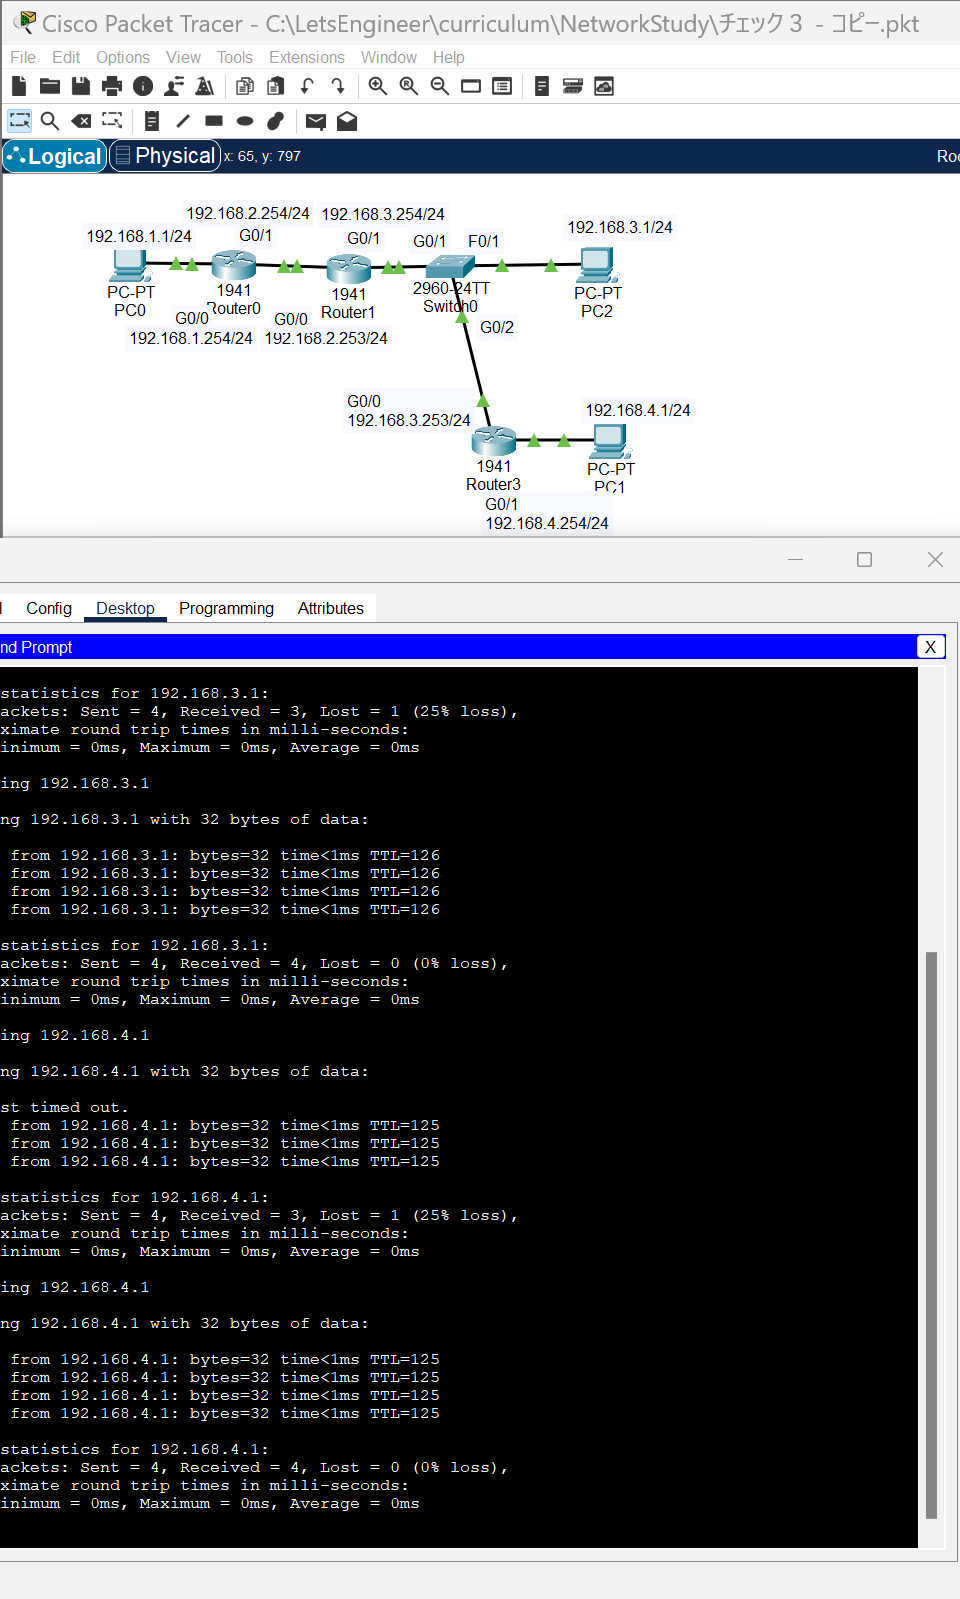 Cisco Packet Tracer - C:\LetsEngineer\curriculum\NetworkStudy\チェック３ - コピー.pkt
File Edit Options View Tools Extensions Window Help
Logical Physical x: 65, y: 797 Roo
192.168.2.254/24 192.168.3.254/24
192.168.1.1/24 G0/1 G0/1 G0/1 F0/1 192.168.3.1/24
PC-PT
PC0
1941
Router0
1941
Router1
2960-24TT
Switch0
PC-PT
PC2
G0/0
192.168.1.254/24
G0/0
192.168.2.253/24
G0/2
G0/0
192.168.3.253/24
192.168.4.1/24
1941
Router3
PC-PT
PC1
G0/1
192.168.4.254/24
Config Desktop Programming Attributes
nd Prompt X
statistics for 192.168.3.1:
ackets: Sent = 4, Received = 3, Lost = 1 (25% loss),
ximate round trip times in milli-seconds:
inimum = 0ms, Maximum = 0ms, Average = 0ms
ing 192.168.3.1
ng 192.168.3.1 with 32 bytes of data:
from 192.168.3.1: bytes=32 time<1ms TTL=126
from 192.168.3.1: bytes=32 time<1ms TTL=126
from 192.168.3.1: bytes=32 time<1ms TTL=126
from 192.168.3.1: bytes=32 time<1ms TTL=126
statistics for 192.168.3.1:
ackets: Sent = 4, Received = 4, Lost = 0 (0% loss),
ximate round trip times in milli-seconds:
inimum = 0ms, Maximum = 0ms, Average = 0ms
ing 192.168.4.1
ng 192.168.4.1 with 32 bytes of data:
st timed out.
from 192.168.4.1: bytes=32 time<1ms TTL=125
from 192.168.4.1: bytes=32 time<1ms TTL=125
from 192.168.4.1: bytes=32 time<1ms TTL=125
statistics for 192.168.4.1:
ackets: Sent = 4, Received = 3, Lost = 1 (25% loss),
ximate round trip times in milli-seconds:
inimum = 0ms, Maximum = 0ms, Average = 0ms
ing 192.168.4.1
ng 192.168.4.1 with 32 bytes of data:
from 192.168.4.1: bytes=32 time<1ms TTL=125
from 192.168.4.1: bytes=32 time<1ms TTL=125
from 192.168.4.1: bytes=32 time<1ms TTL=125
from 192.168.4.1: bytes=32 time<1ms TTL=125
statistics for 192.168.4.1:
ackets: Sent = 4, Received = 4, Lost = 0 (0% loss),
ximate round trip times in milli-seconds:
inimum = 0ms, Maximum = 0ms, Average = 0ms